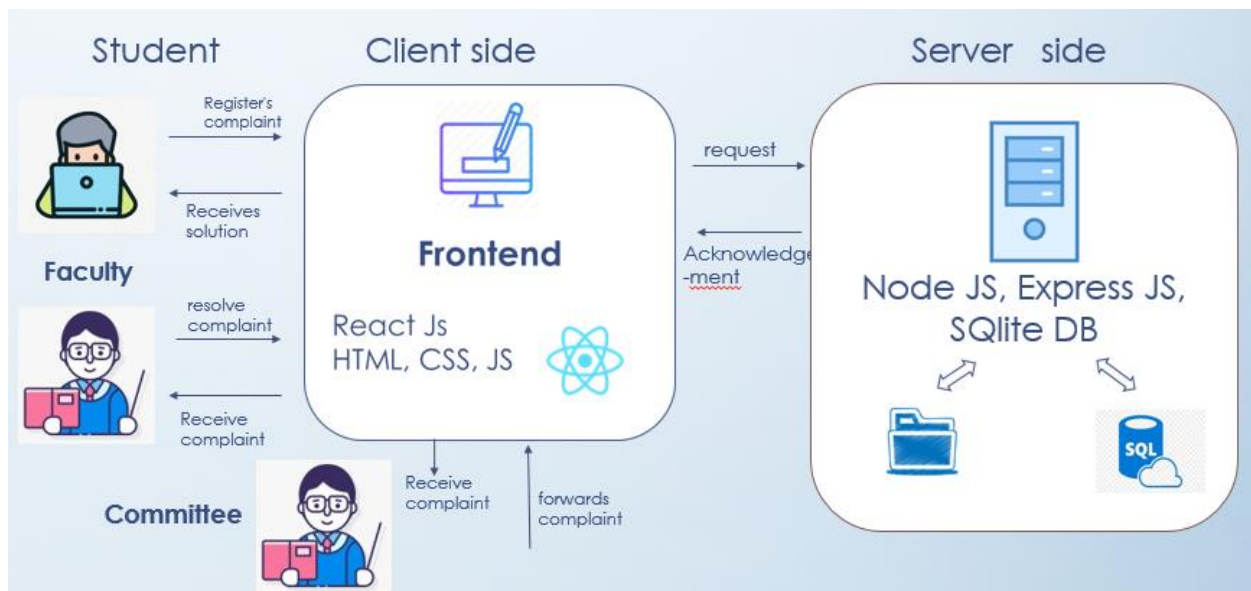 Student
Client side
Server side
Register's
complaint
Receives
solution
Faculty
resolve
complaint
Receive
complaint
Committee
Frontend
React Js
HTML, CSS, JS
Receive
complaint
forwards
complaint
request
Acknowledge
-ment
Node JS, Express JS,
SQlite DB
SQL